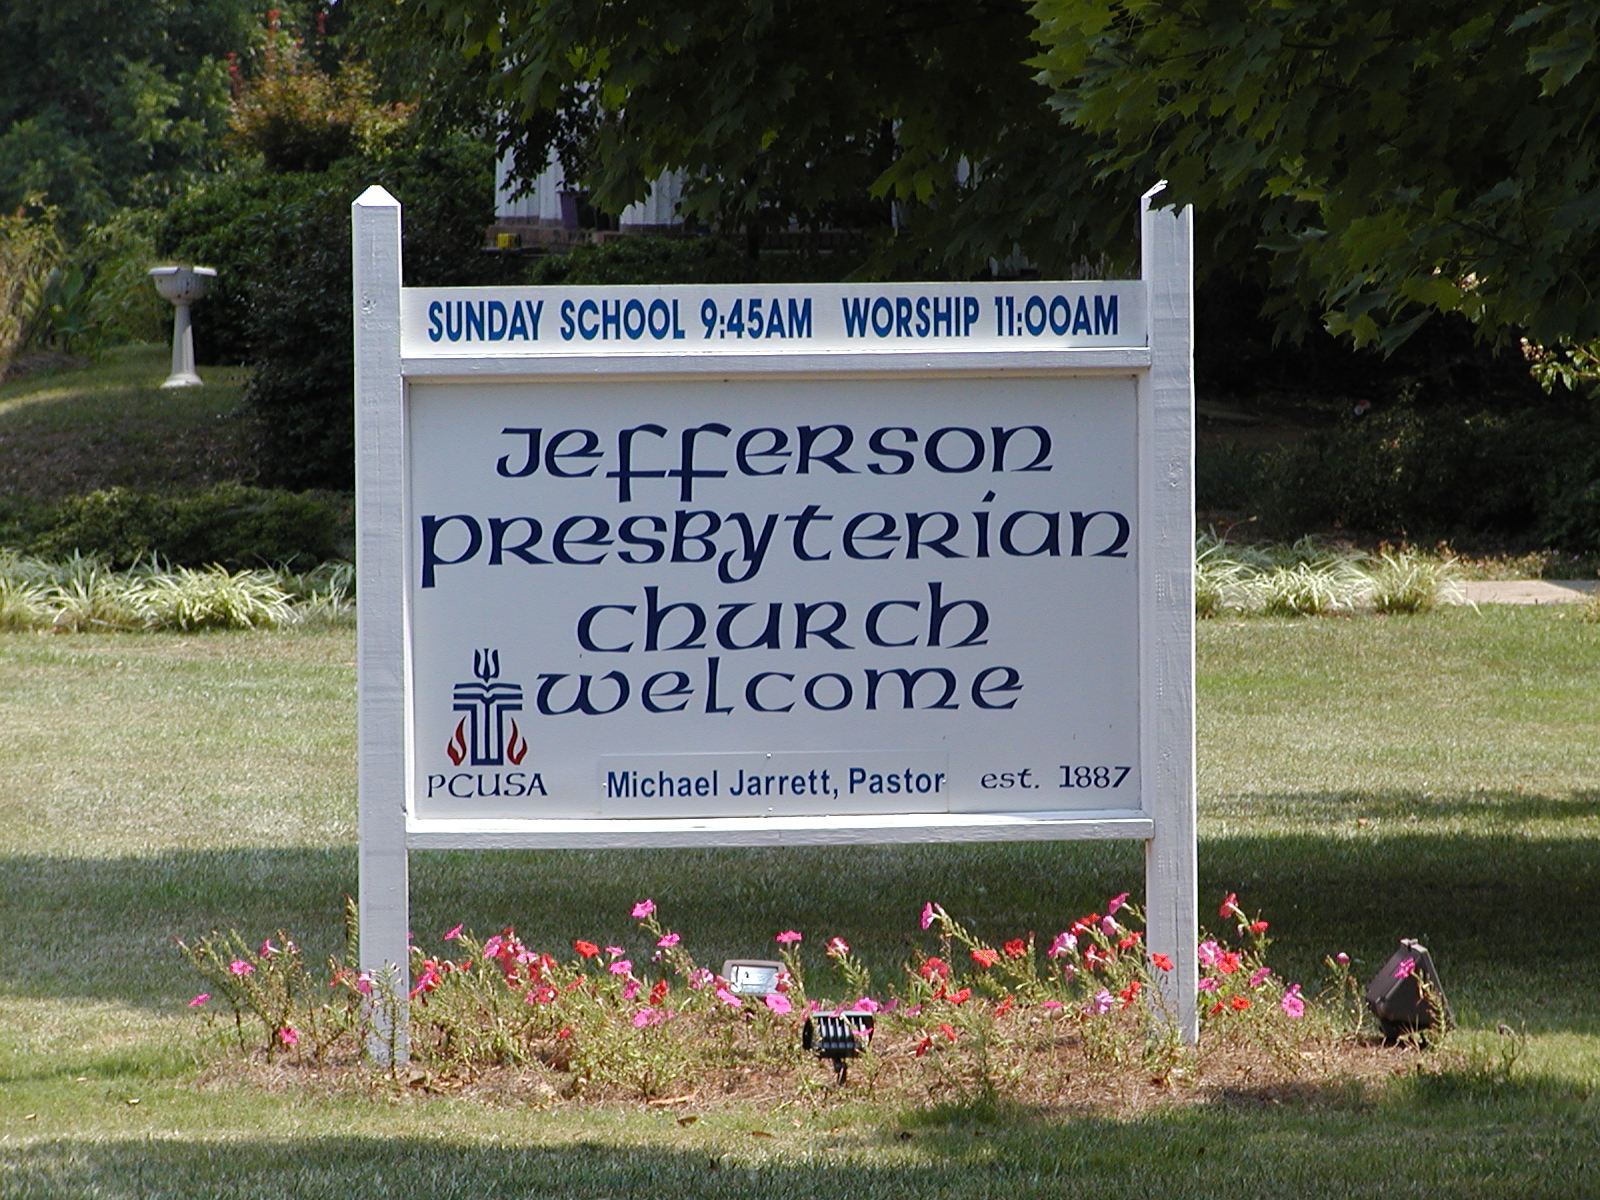 SUNDAY SCHOOL 9:45AM WORSHIP 11:00AM
Jefferson
Presbyterian
Church
Welcome
PCUSA Michael Jarrett, Pastor est. 1887